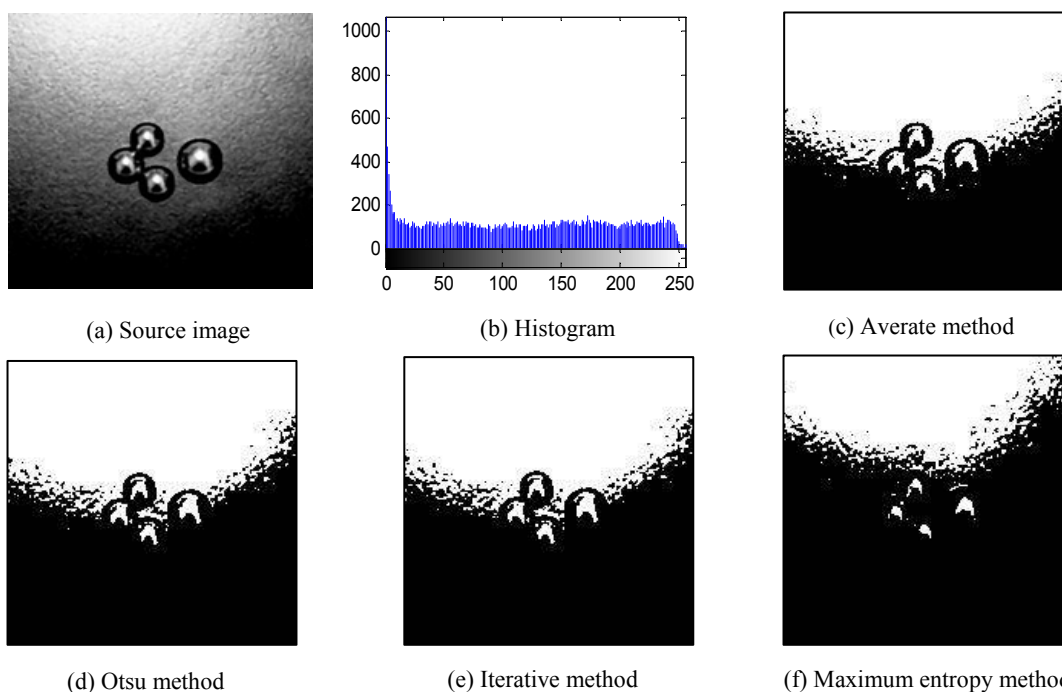 1000
800
600
400
200
0
0 50 100 150 200 250
(a) Source image
(b) Histogram
(c) Averate method
(d) Otsu method
(e) Iterative method
(f) Maximum entropy method